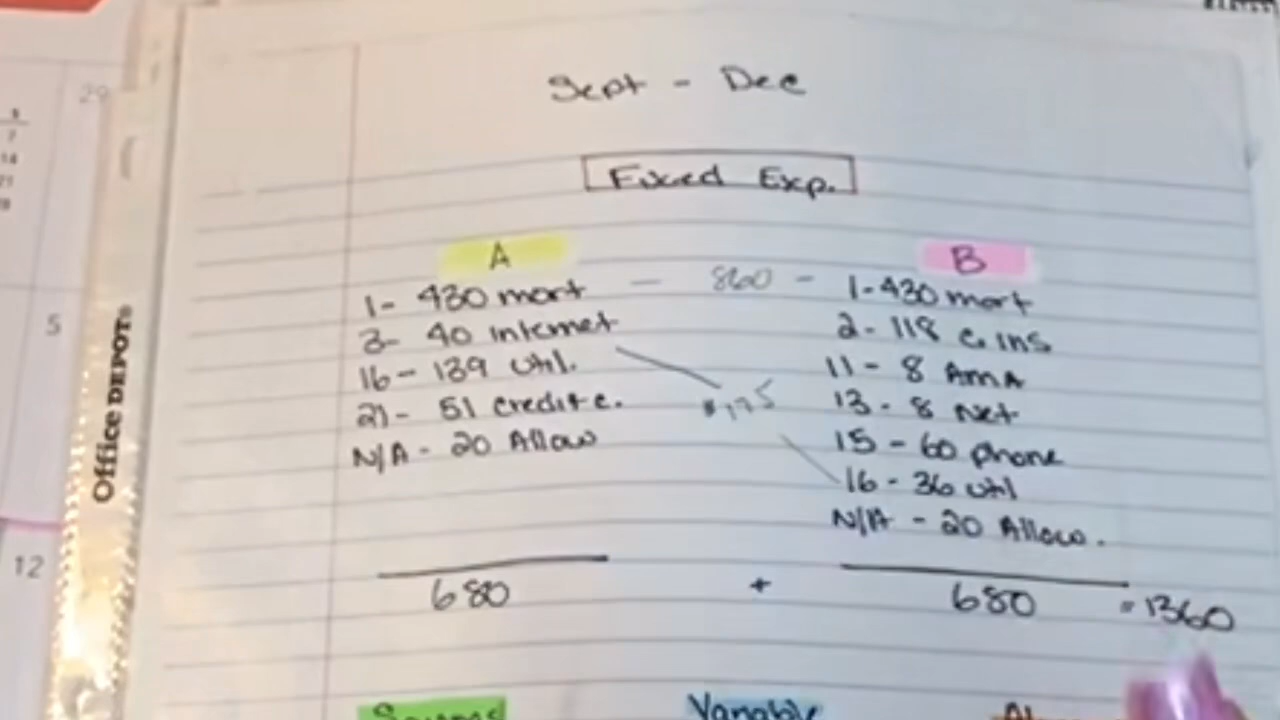 Sept - Dec
Fixed Exp.
A
B
1- 430 mort - 860 - 1-430 mort
3- 40 Internet
2-118 C. Ins
16-139 Util.
11-8 AMA
21- 51 Credit C.
$175
13-8 Net
N/A - 20 Allow
15-60 phone
16-36 Util
N/A -20 Allow.
680 + 680 = 1360
Variable
Office DEPOT
29
5
12